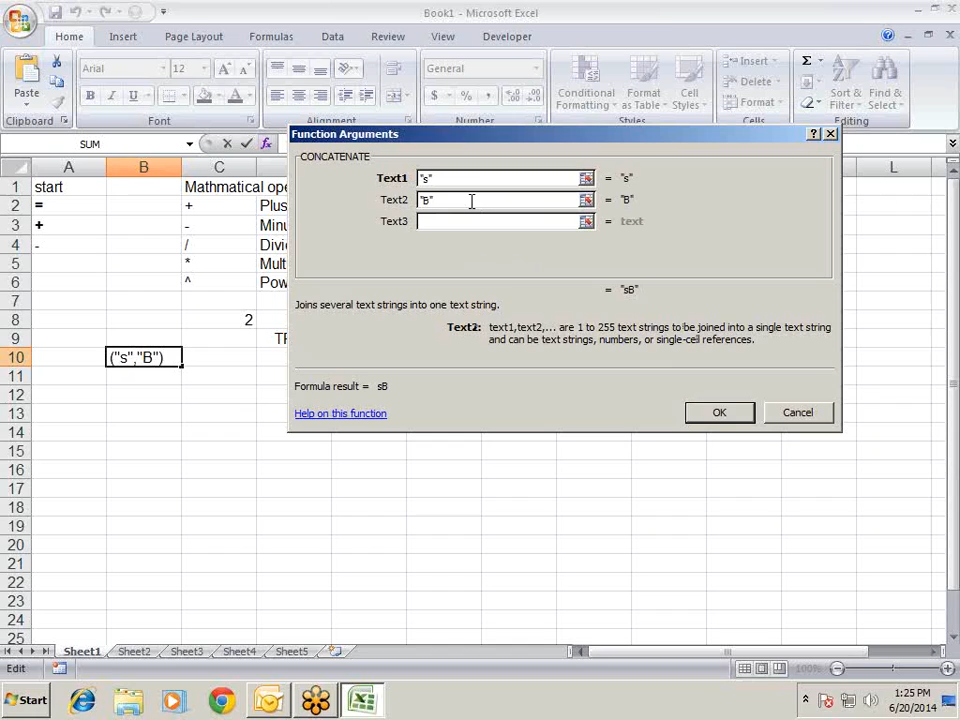 Book1 - Microsoft Excel
Home Insert Page Layout Formulas Data Review View Developer
Paste
Arial 12
General
B I U
$ % ,
Conditional Formatting
Format as Table
Cell Styles
Insert
Delete
Format
Σ
Sort & Filter
Find & Select
Clipboard Font Alignment Number Styles Cells Editing
SUM
Function Arguments
CONCATENATE
Text1 "s" = "s"
Text2 "B" = "B"
Text3 = text
= "sB"
Joins several text strings into one text string.
Text2: text1,text2,... are 1 to 255 text strings to be joined into a single text string
and can be text strings, numbers, or single-cell references.
Formula result = sB
Help on this function
OK Cancel
A B C L
1 start Mathmatical ope
2 = + Plus
3 + - Minu
4 - / Divi
5 * Mult
6 ^ Pow
7
8 2
9 TF
10 ("s","B")
11
12
13
14
15
16
17
18
19
20
21
22
23
24
25
Sheet1 Sheet2 Sheet3 Sheet4 Sheet5
Edit 100%
Start
1:25 PM
6/20/2014